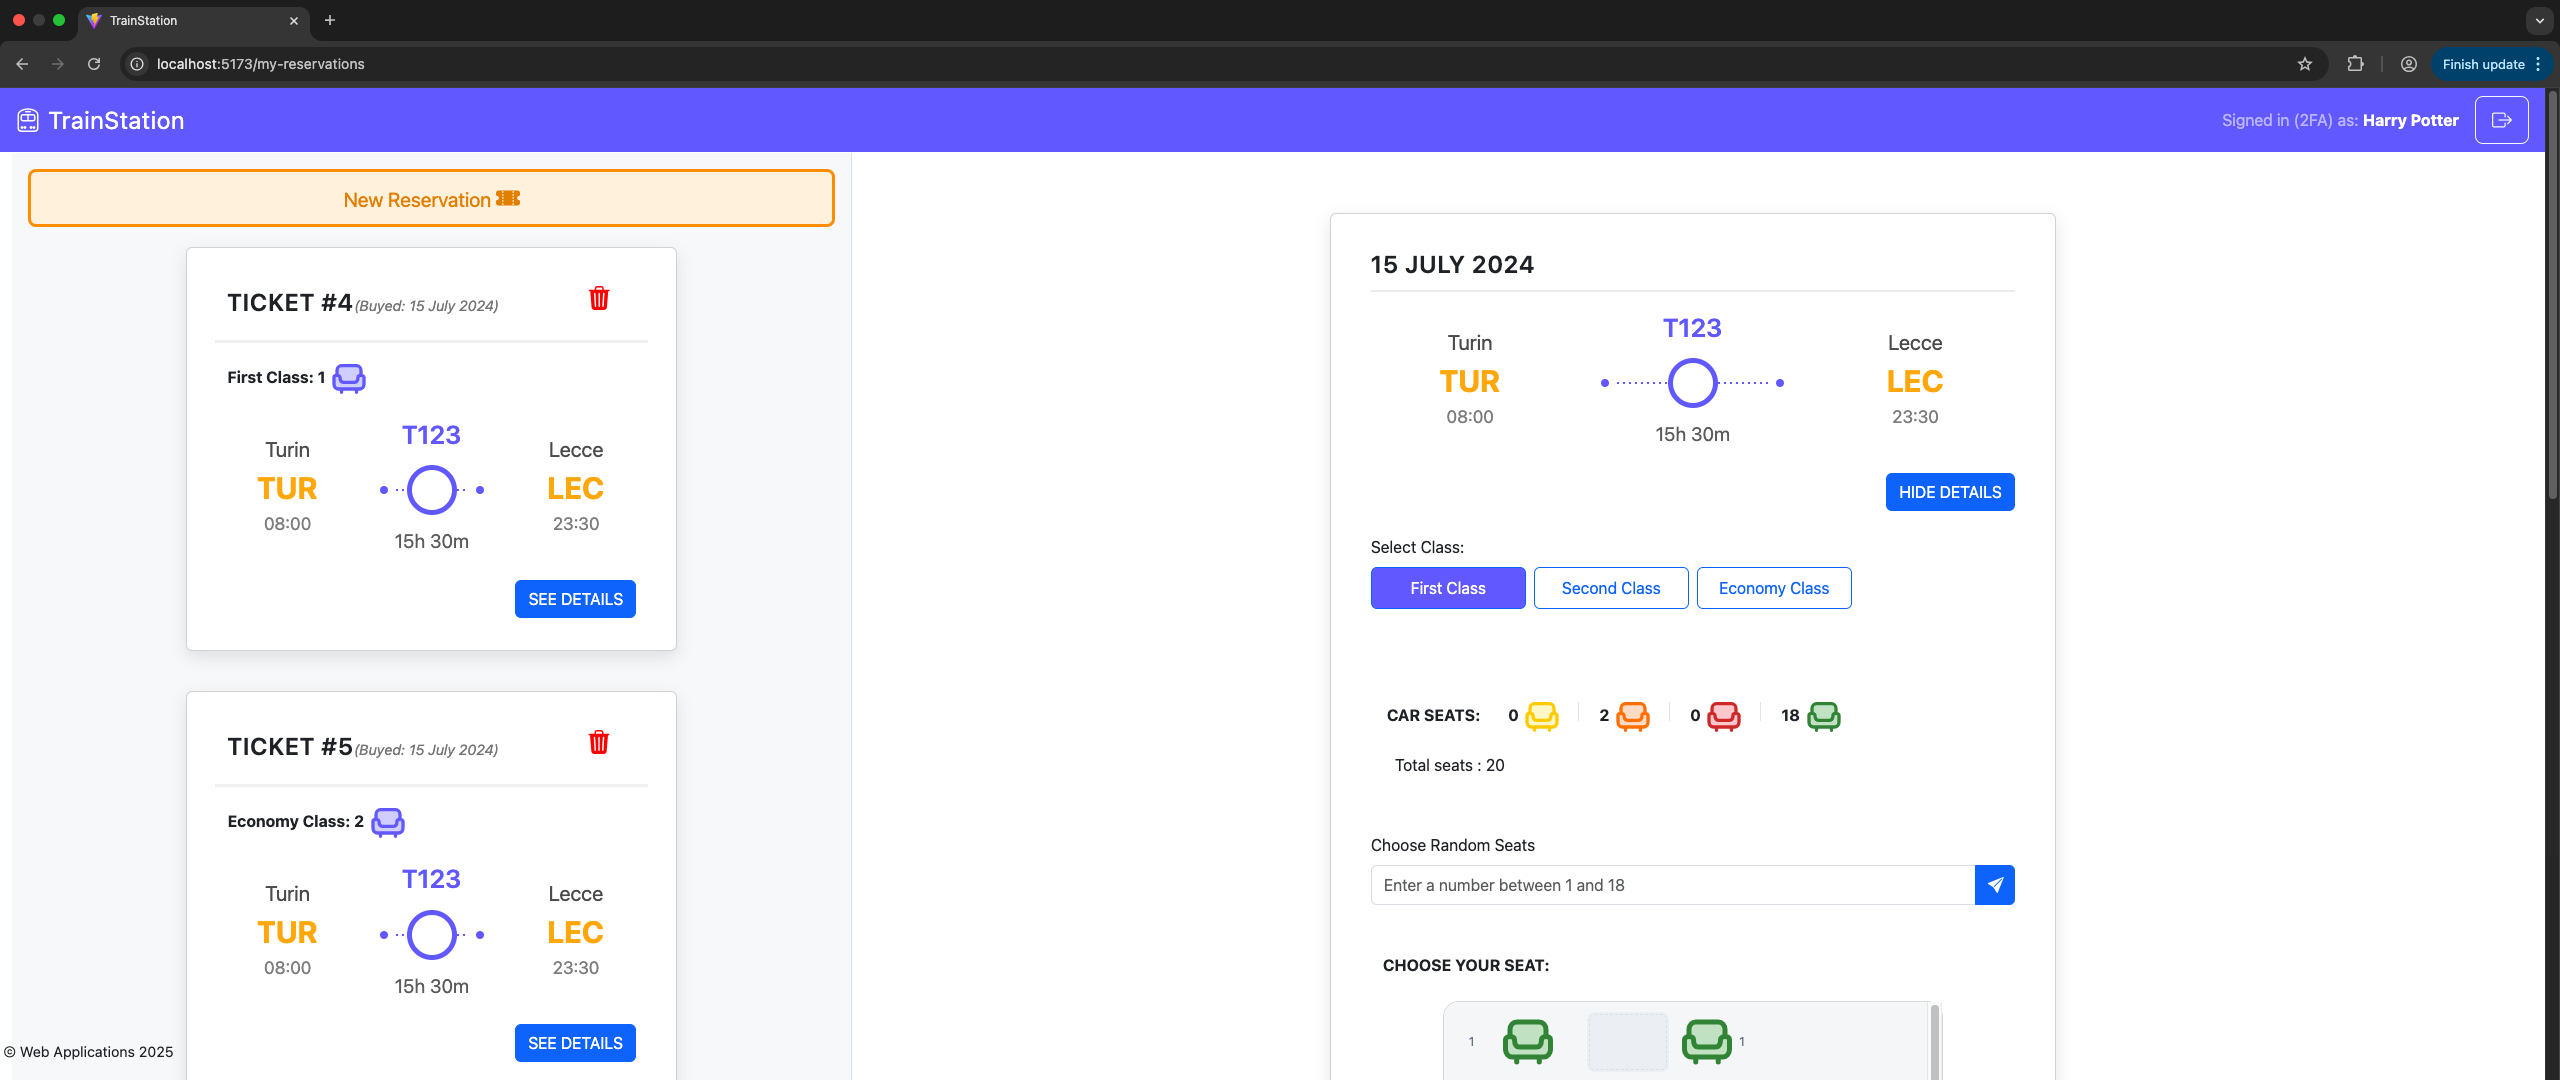 TrainStation
localhost:5173/my-reservations
Finish update
TrainStation
Signed in (2FA) as: Harry Potter
New Reservation
TICKET #4 (Buyed: 15 July 2024)
First Class: 1
T123
Turin
Lecce
TUR
LEC
08:00
23:30
15h 30m
SEE DETAILS
TICKET #5 (Buyed: 15 July 2024)
Economy Class: 2
T123
Turin
Lecce
TUR
LEC
08:00
23:30
15h 30m
SEE DETAILS
© Web Applications 2025
15 JULY 2024
T123
Turin
Lecce
TUR
LEC
08:00
23:30
15h 30m
HIDE DETAILS
Select Class:
First Class
Second Class
Economy Class
CAR SEATS: 0 2 0 18
Total seats : 20
Choose Random Seats
Enter a number between 1 and 18
CHOOSE YOUR SEAT:
1 1